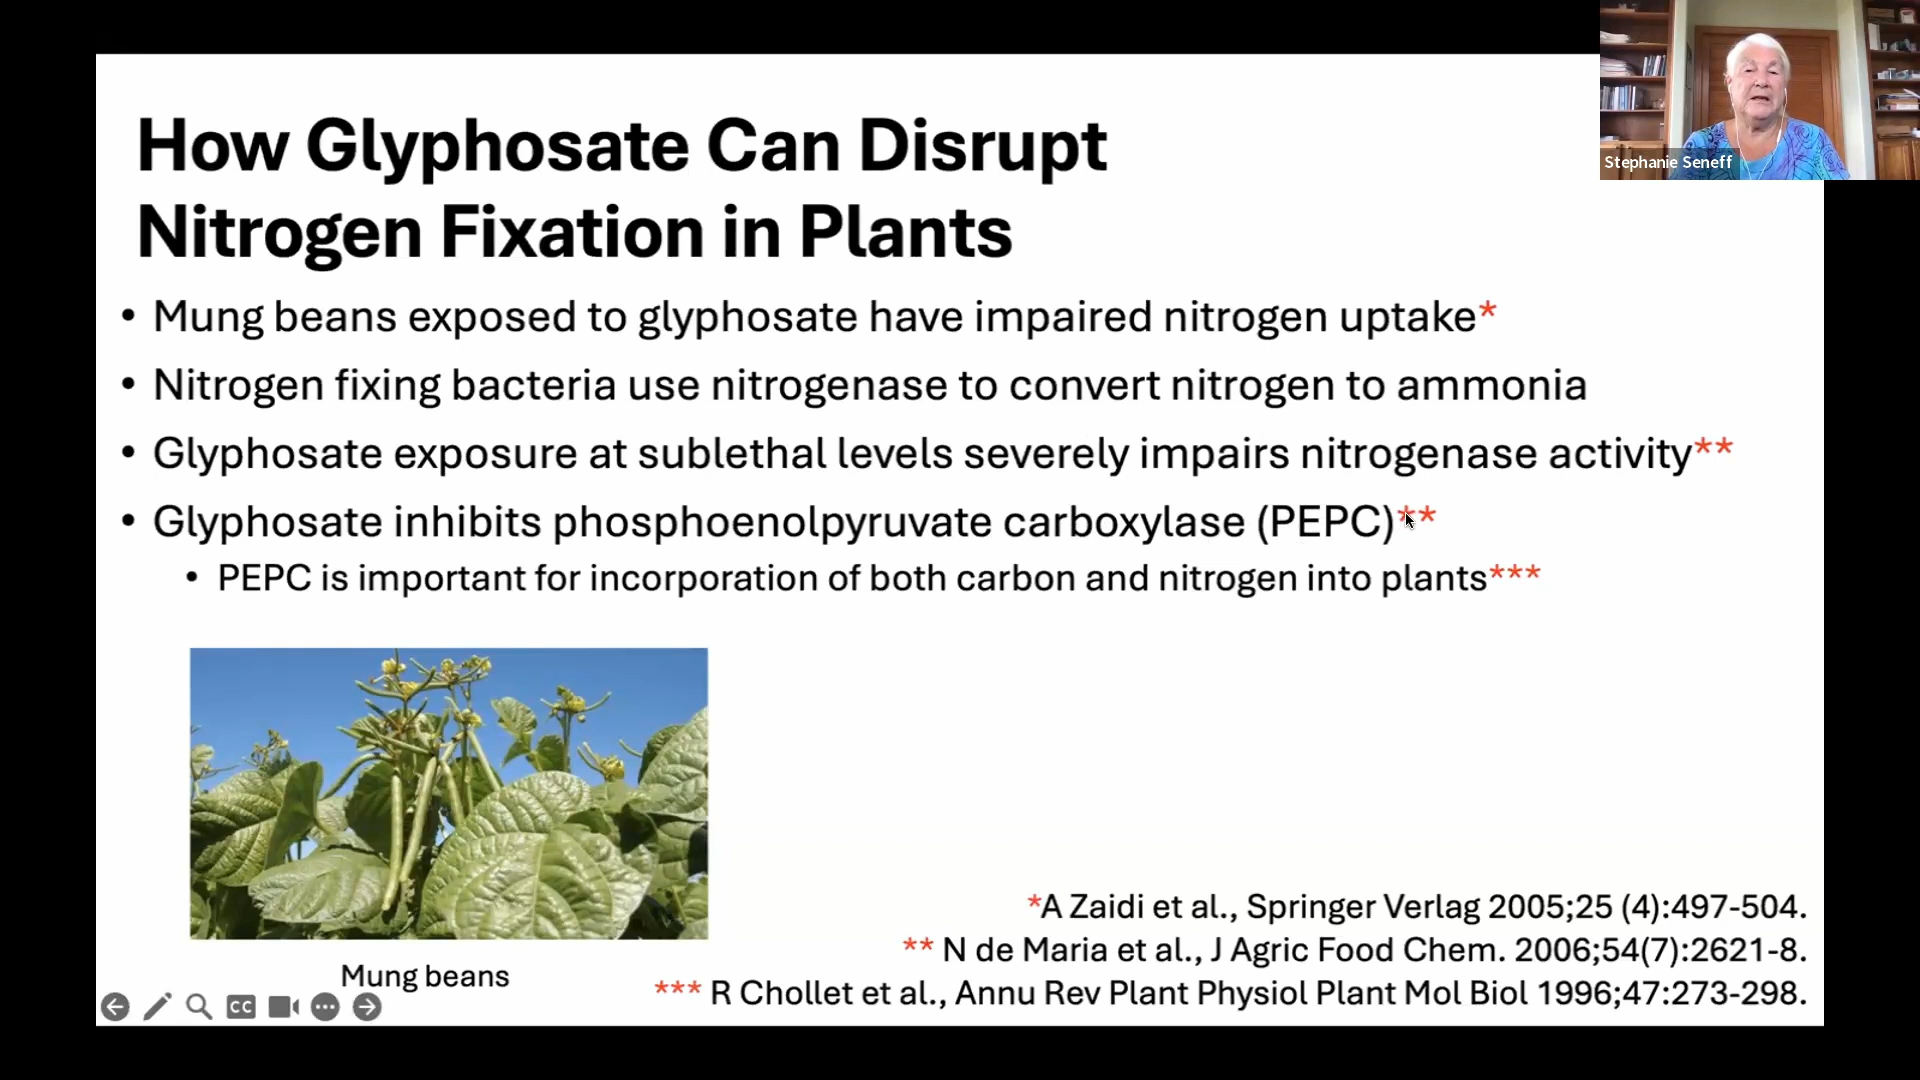 Stephanie Seneff
How Glyphosate Can Disrupt
Nitrogen Fixation in Plants
• Mung beans exposed to glyphosate have impaired nitrogen uptake*
• Nitrogen fixing bacteria use nitrogenase to convert nitrogen to ammonia
• Glyphosate exposure at sublethal levels severely impairs nitrogenase activity**
• Glyphosate inhibits phosphoenolpyruvate carboxylase (PEPC)**
• PEPC is important for incorporation of both carbon and nitrogen into plants***
Mung beans
*A Zaidi et al., Springer Verlag 2005;25 (4):497-504.
** N de Maria et al., J Agric Food Chem. 2006;54(7):2621-8.
*** R Chollet et al., Annu Rev Plant Physiol Plant Mol Biol 1996;47:273-298.
CC